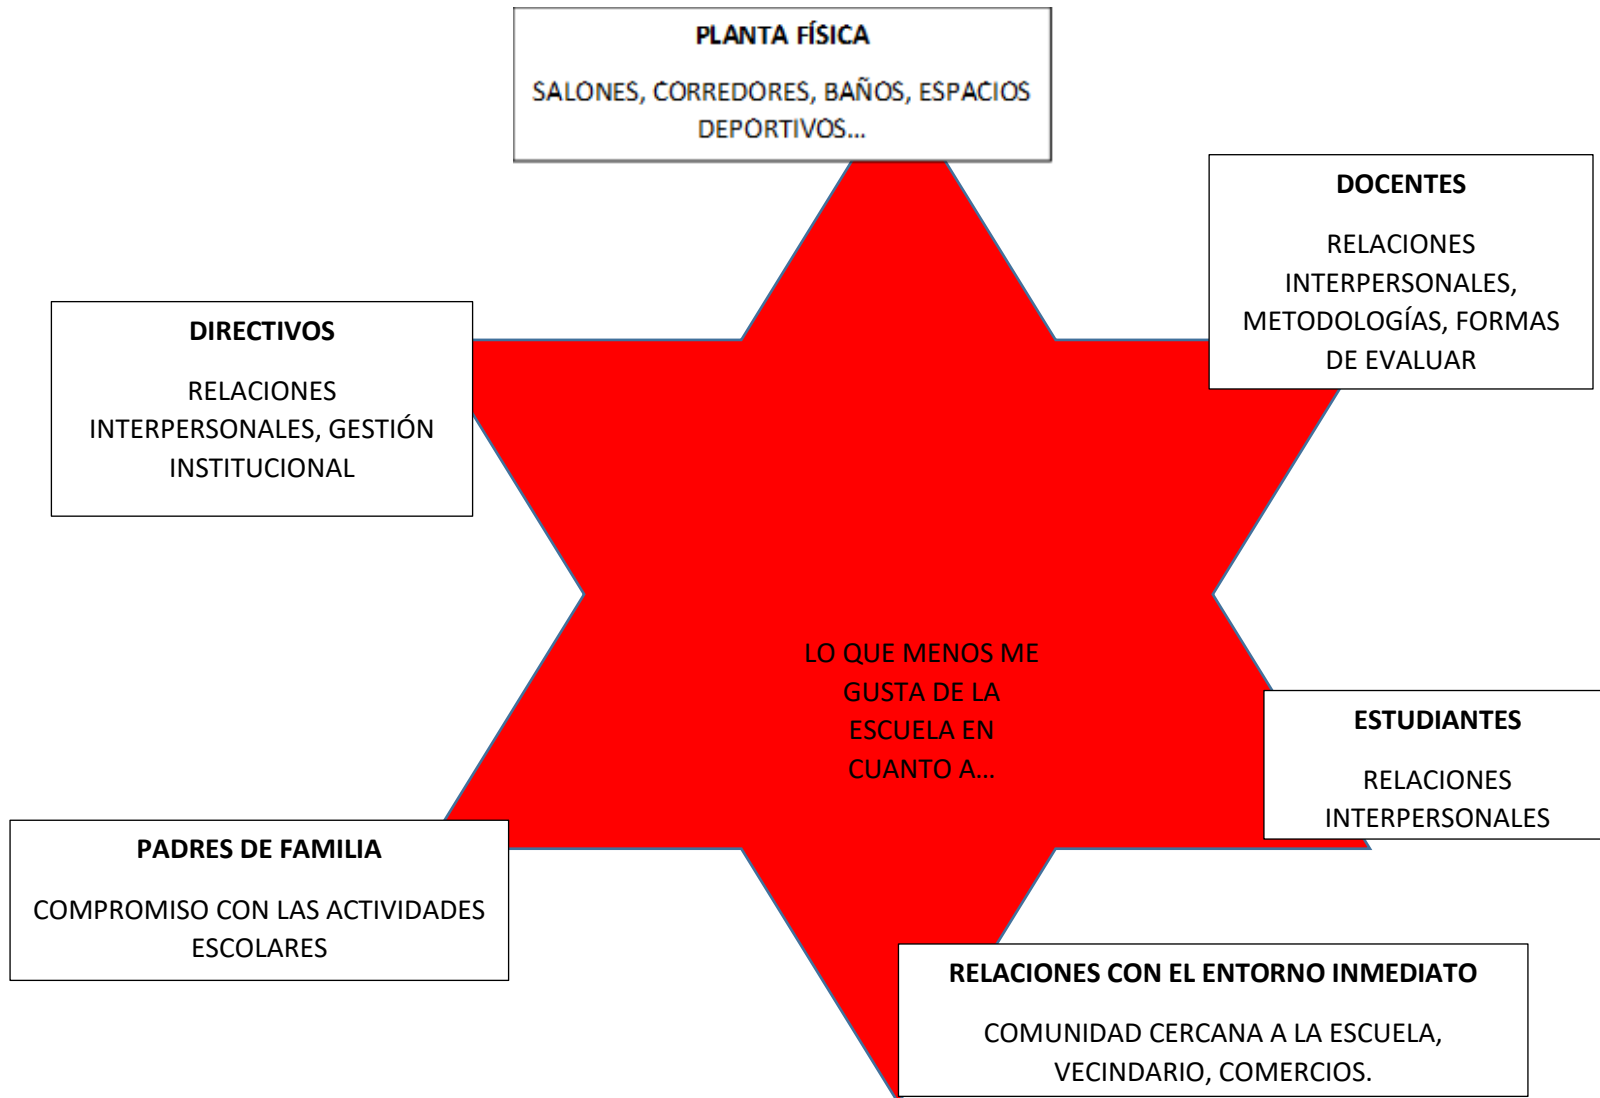 PLANTA FÍSICA
SALONES, CORREDORES, BAÑOS, ESPACIOS
DEPORTIVOS...
DOCENTES
RELACIONES
INTERPERSONALES,
METODOLOGÍAS, FORMAS
DE EVALUAR
DIRECTIVOS
RELACIONES
INTERPERSONALES, GESTIÓN
INSTITUCIONAL
LO QUE MENOS ME
GUSTA DE LA
ESCUELA EN
CUANTO A...
ESTUDIANTES
RELACIONES
INTERPERSONALES
PADRES DE FAMILIA
COMPROMISO CON LAS ACTIVIDADES
ESCOLARES
RELACIONES CON EL ENTORNO INMEDIATO
COMUNIDAD CERCANA A LA ESCUELA,
VECINDARIO, COMERCIOS.